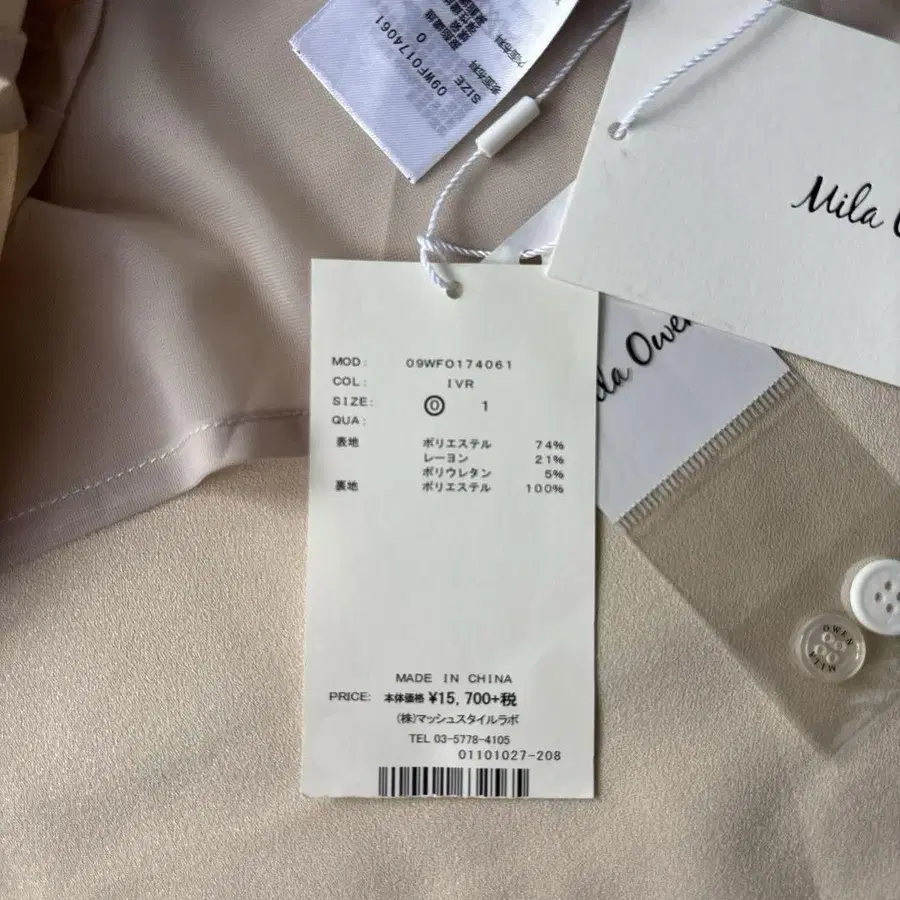 09WFO174061
SIZE
0
Mila
Owen
MOD: 09WFO174061
COL: IVR
SIZE: ⓪ 1
QUA:
表地 ポリエステル 74%
レーヨン 21%
ポリウレタン 5%
裏地 ポリエステル 100%
OWEN
MILA
MADE IN CHINA
PRICE: 本体価格 ¥15,700+税
(株)マッシュスタイルラボ
TEL 03-5778-4105
01101027-208